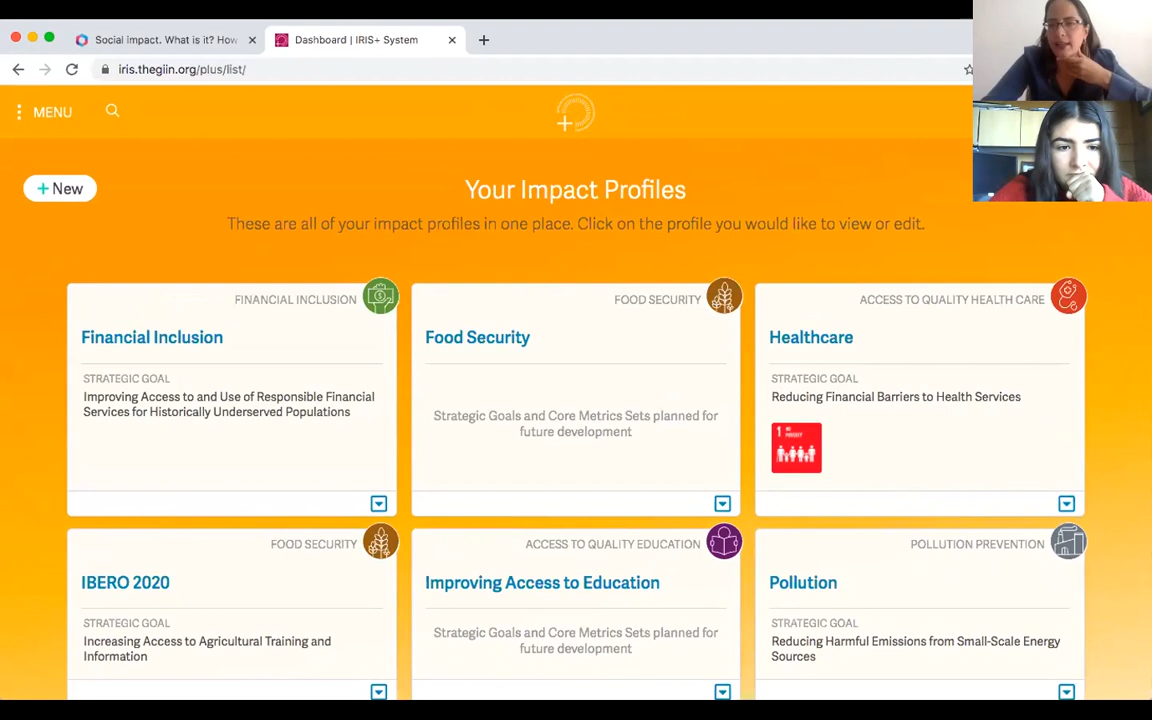 Social impact. What is it? How
Dashboard | IRIS+ System
iris.thegiin.org/plus/list/
MENU
+ New
Your Impact Profiles
These are all of your impact profiles in one place. Click on the profile you would like to view or edit.
FINANCIAL INCLUSION
Financial Inclusion
STRATEGIC GOAL
Improving Access to and Use of Responsible Financial
Services for Historically Underserved Populations
FOOD SECURITY
Food Security
Strategic Goals and Core Metrics Sets planned for
future development
ACCESS TO QUALITY HEALTH CARE
Healthcare
STRATEGIC GOAL
Reducing Financial Barriers to Health Services
1 NO
POVERTY
FOOD SECURITY
IBERO 2020
STRATEGIC GOAL
Increasing Access to Agricultural Training and
Information
ACCESS TO QUALITY EDUCATION
Improving Access to Education
Strategic Goals and Core Metrics Sets planned for
future development
POLLUTION PREVENTION
Pollution
STRATEGIC GOAL
Reducing Harmful Emissions from Small-Scale Energy
Sources